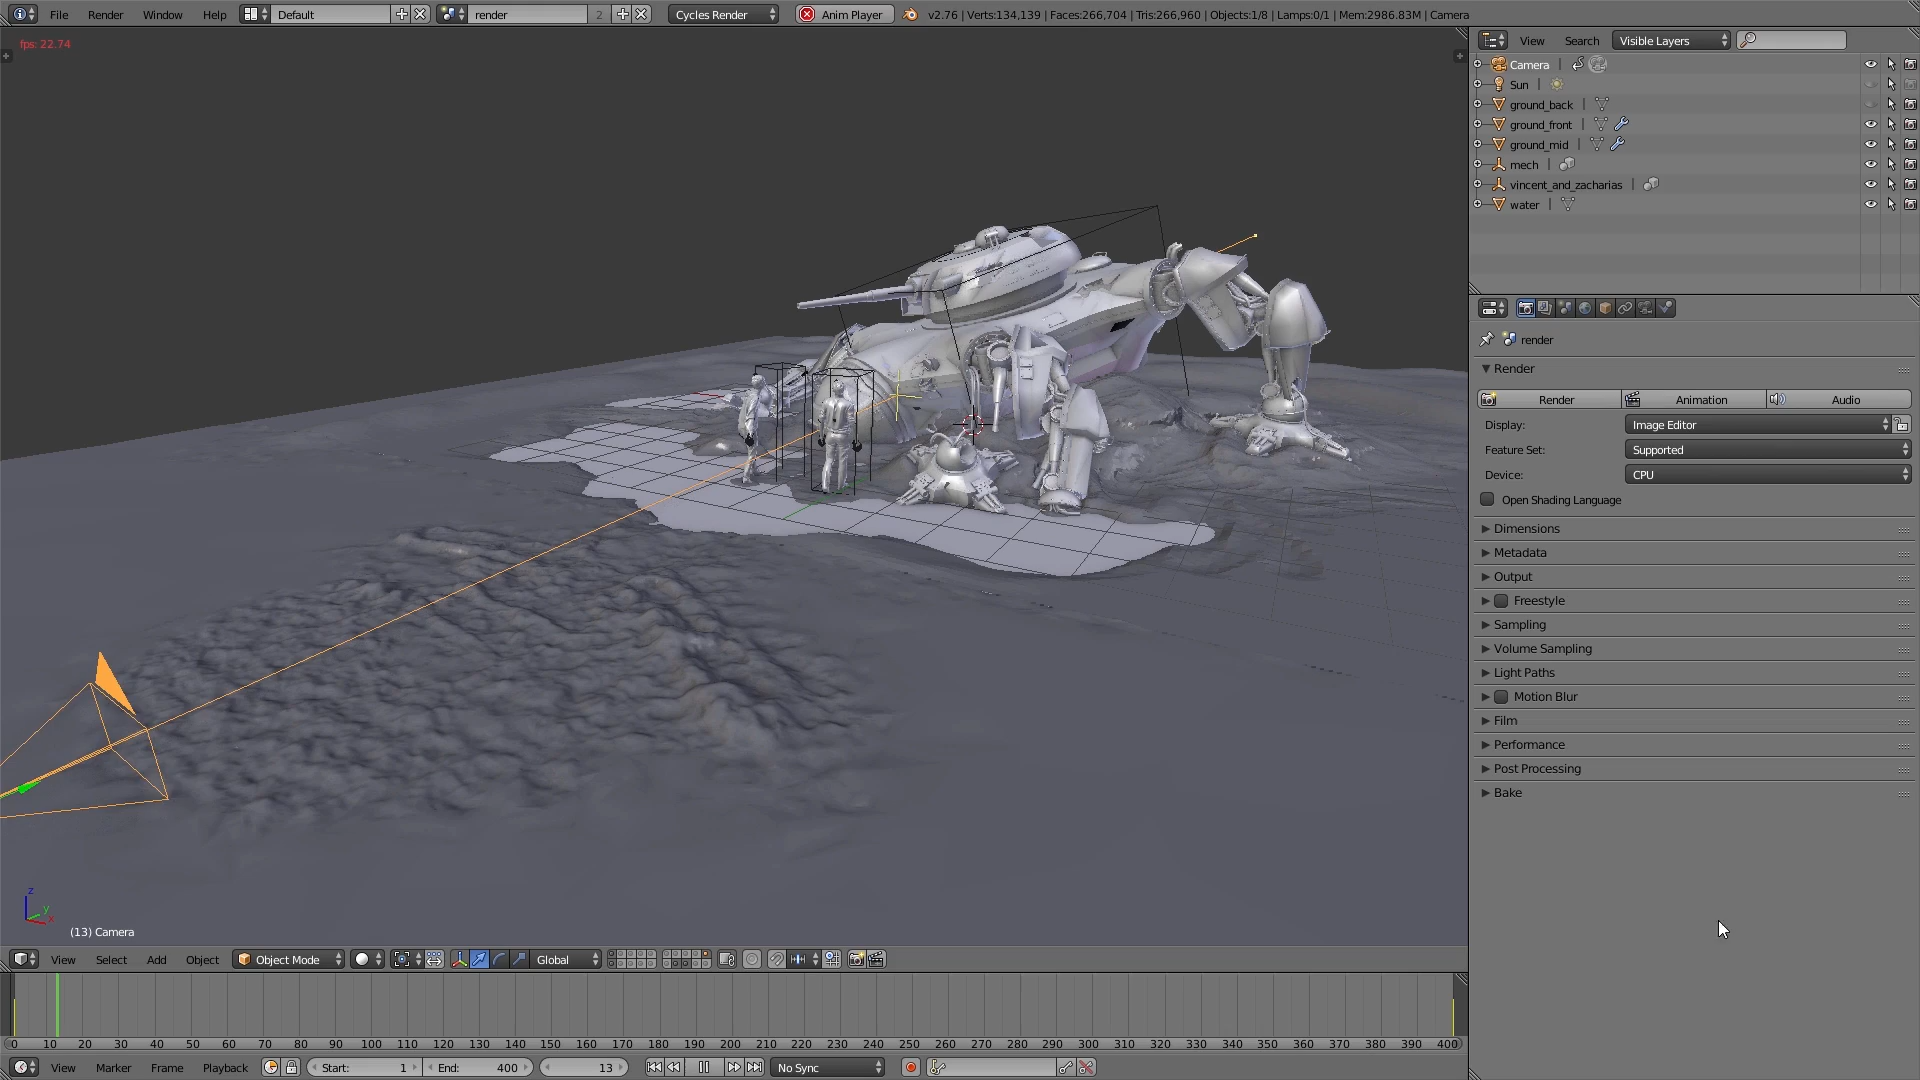 File Render Window Help Default render 2 Cycles Render Anim Player v2.76 | Verts:134,139 | Faces:266,704 | Tris:266,960 | Objects:1/8 | Lamps:0/1 | Mem:2986.83M | Camera
fps: 22.74
View Search Visible Layers
Camera
Sun
ground_back
ground_front
ground_mid
mech
vincent_and_zacharias
water
render
Render
Render Animation Audio
Display: Image Editor
Feature Set: Supported
Device: CPU
Open Shading Language
Dimensions
Metadata
Output
Freestyle
Sampling
Volume Sampling
Light Paths
Motion Blur
Film
Performance
Post Processing
Bake
z
y
x
(13) Camera
View Select Add Object Object Mode Global
0 10 20 30 40 50 60 70 80 90 100 110 120 130 140 150 160 170 180 190 200 210 220 230 240 250 260 270 280 290 300 310 320 330 340 350 360 370 380 390 400
View Marker Frame Playback Start: 1 End: 400 13 No Sync